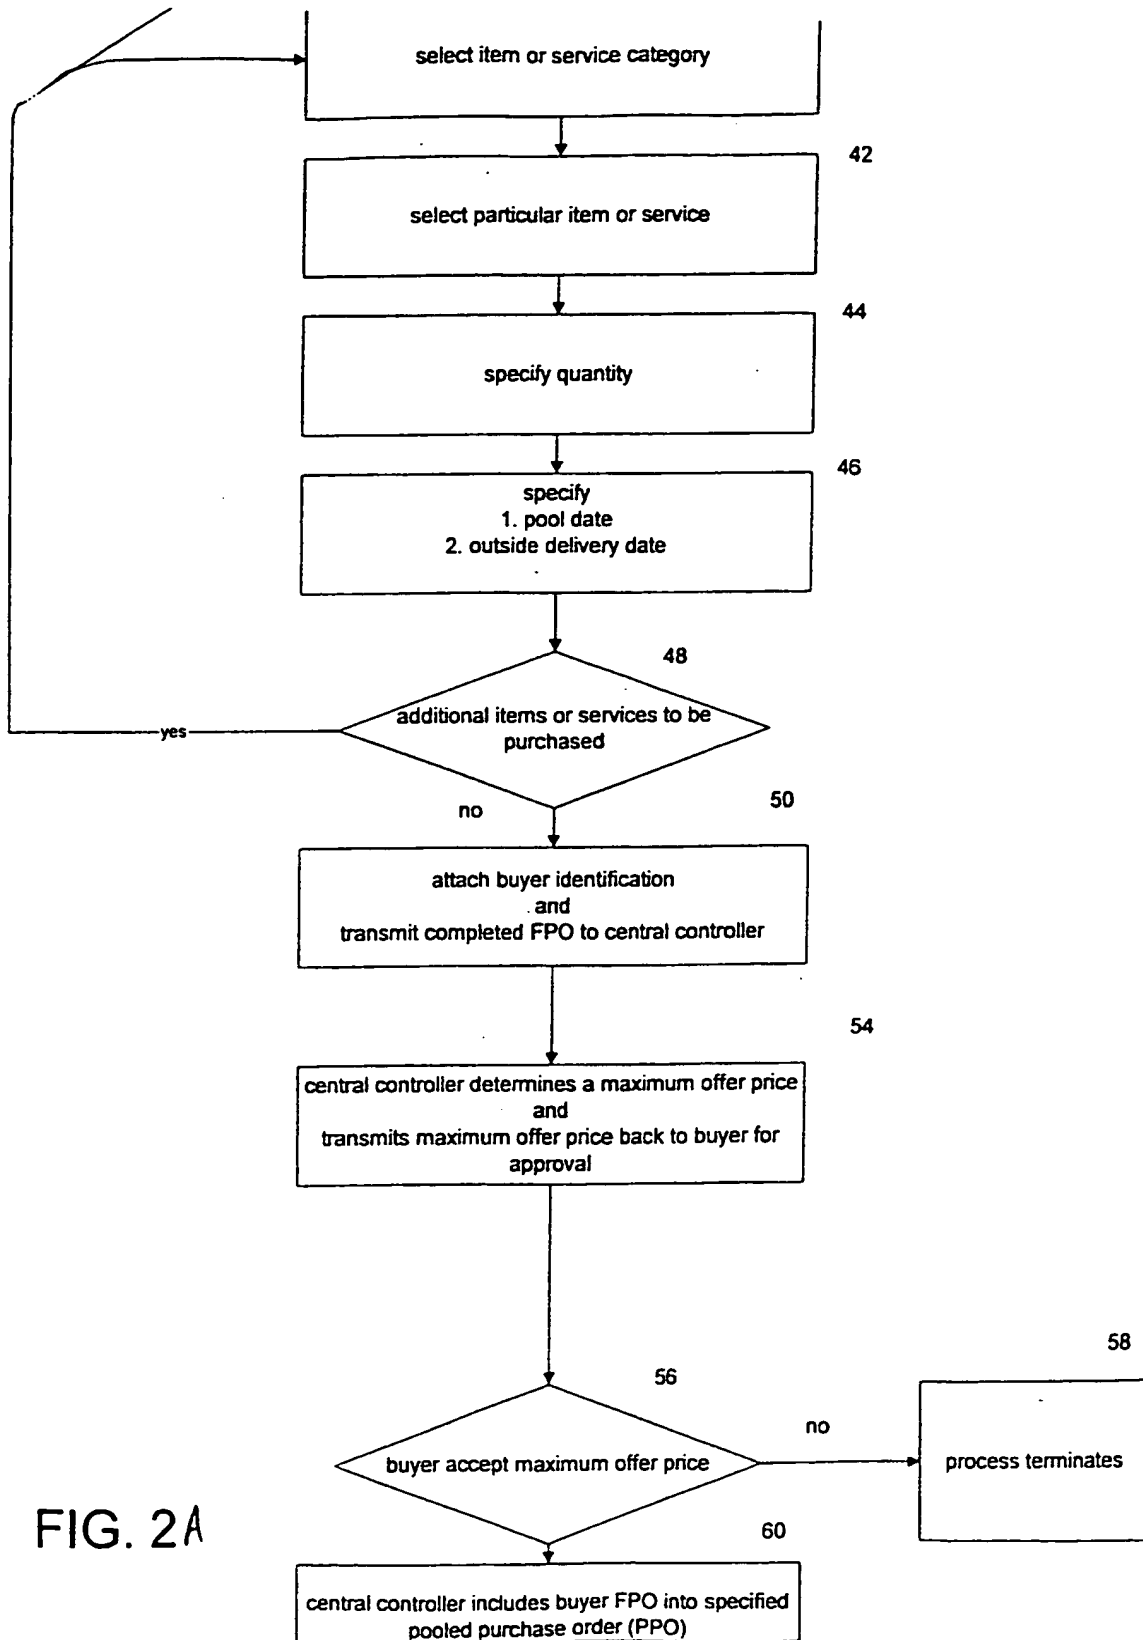 select item or service category
42
select particular item or service
44
specify quantity
46
specify
1. pool date
2. outside delivery date
48
additional items or services to be
purchased
yes
no
50
attach buyer identification
and
transmit completed FPO to central controller
54
central controller determines a maximum offer price
and
transmits maximum offer price back to buyer for
approval
56
58
buyer accept maximum offer price
no
process terminates
FIG. 2A
60
central controller includes buyer FPO into specified
pooled purchase order (PPO)